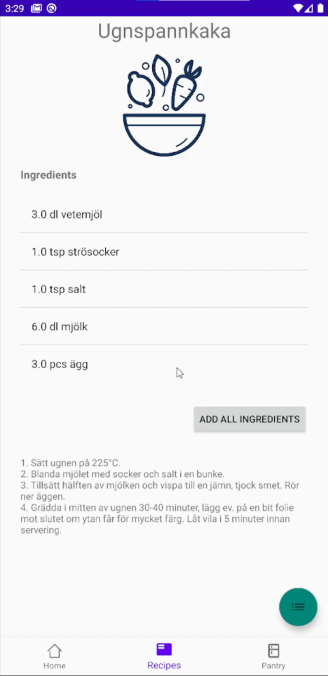 3:29
Ugnspannkaka
Ingredients
3.0 dl vetemjöl
1.0 tsp strösocker
1.0 tsp salt
6.0 dl mjölk
3.0 pcs ägg
ADD ALL INGREDIENTS
1. Sätt ugnen på 225°C.
2. Blanda mjölet med socker och salt i en bunke.
3. Tillsätt hälften av mjölken och vispa till en jämn, tjock smet. Rör
ner äggen.
4. Grädda i mitten av ugnen 30-40 minuter, lägg ev. på en bit folie
mot slutet om ytan får för mycket färg. Låt vila i 5 minuter innan
servering.
Home
Recipes
Pantry